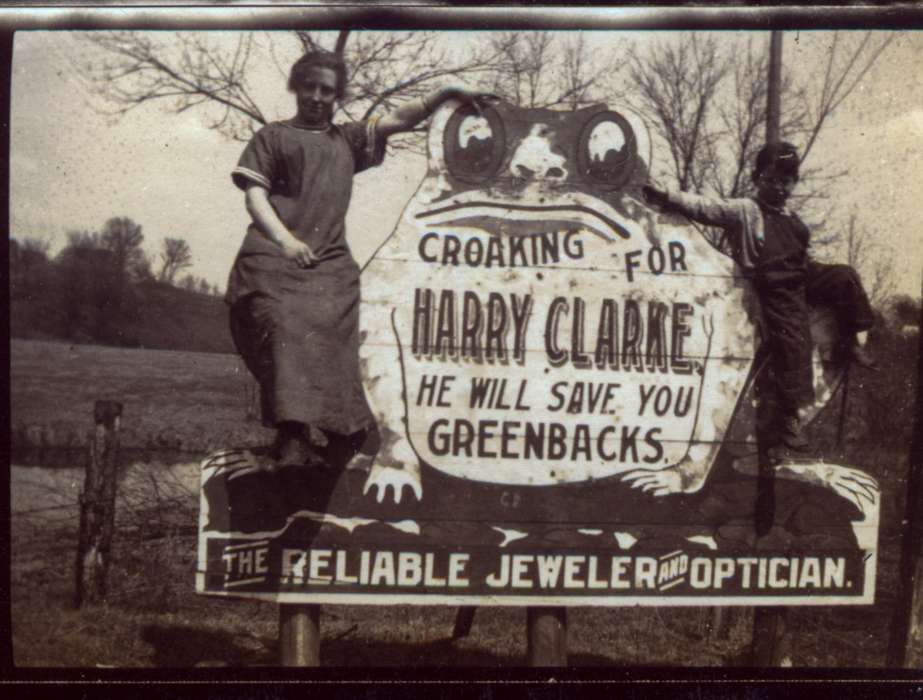 CROAKING FOR
HARRY CLARKE.
HE WILL SAVE YOU
GREENBACKS.
THE RELIABLE JEWELER AND OPTICIAN.